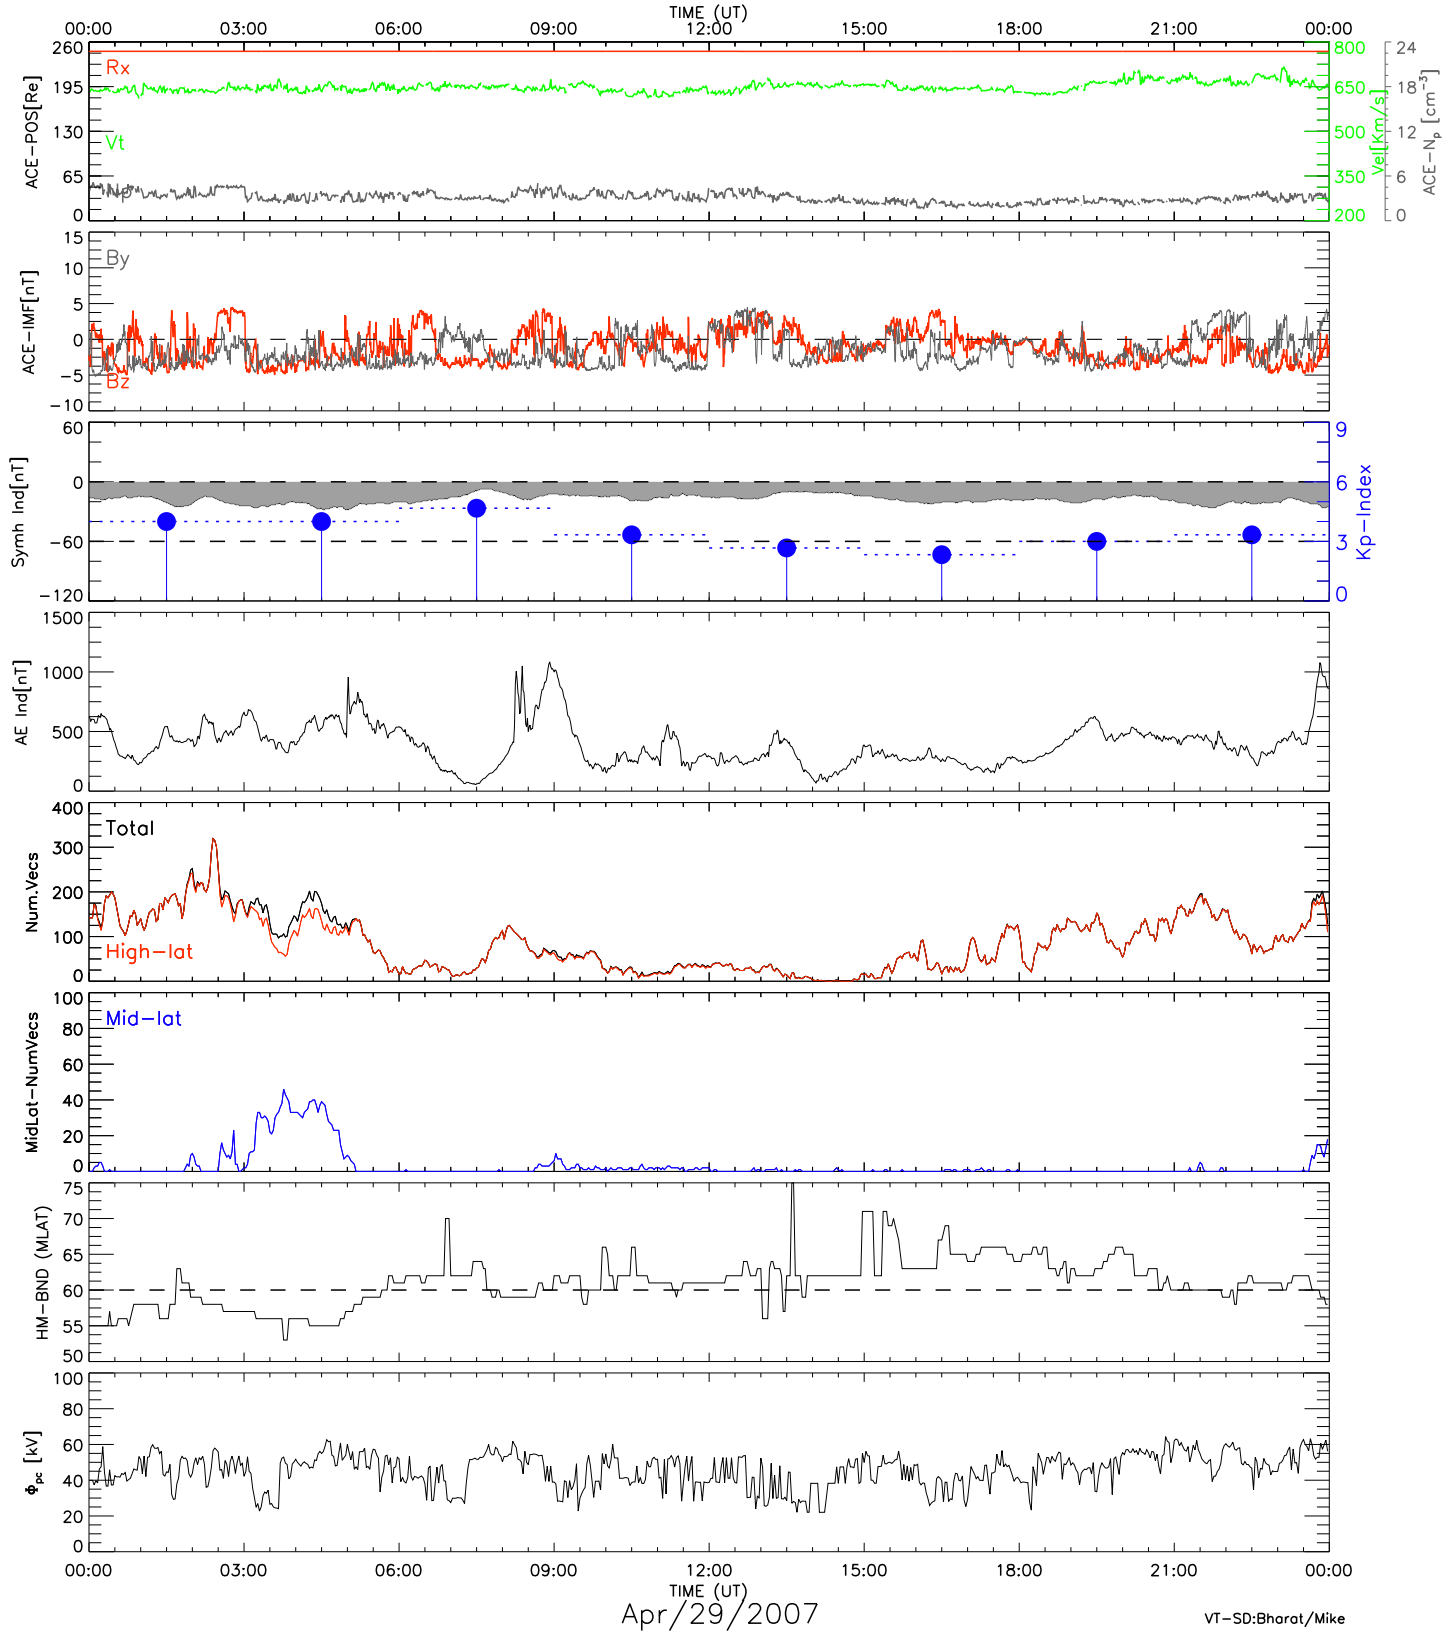 TIME (UT)
00:00 03:00 06:00 09:00 12:00 15:00 18:00 21:00 00:00
260 195 130 65 0
ACE-POS[Re]
Rx
Vt
800 650 500 350 200
Vel[Km/s]
24 18 12 6 0
ACE-Np [cm⁻³]
15 10 5 0 -5 -10
ACE-IMF[nT]
By
Bz
60 0 -60 -120
Symh Ind[nT]
9 6 3 0
Kp-Index
1500 1000 500 0
AE Ind[nT]
400 300 200 100 0
Num.Vecs
Total
High-lat
100 80 60 40 20 0
MidLat-NumVecs
Mid-lat
75 70 65 60 55 50
HM-BND (MLAT)
100 80 60 40 20 0
Φpc [kV]
00:00 03:00 06:00 09:00 12:00 15:00 18:00 21:00 00:00
TIME (UT)
Apr/29/2007
VT-SD:Bharat/Mike